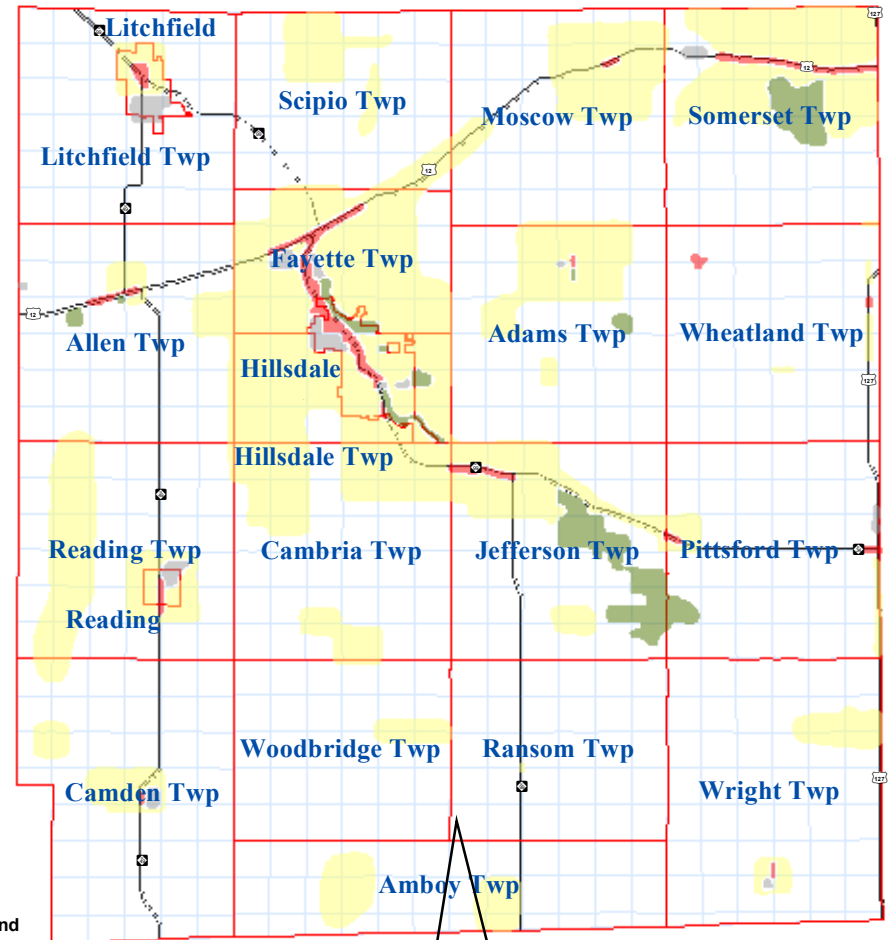 127
Litchfield
12
Scipio Twp
Moscow Twp
Somerset Twp
Litchfield Twp
12
Fayette Twp
12
Allen Twp
Adams Twp
Wheatland Twp
Hillsdale
127
Hillsdale Twp
Reading Twp
Cambria Twp
Jefferson Twp
Pittsford Twp
Reading
Woodbridge Twp
Ransom Twp
127
Camden Twp
Wright Twp
Amboy Twp
nd